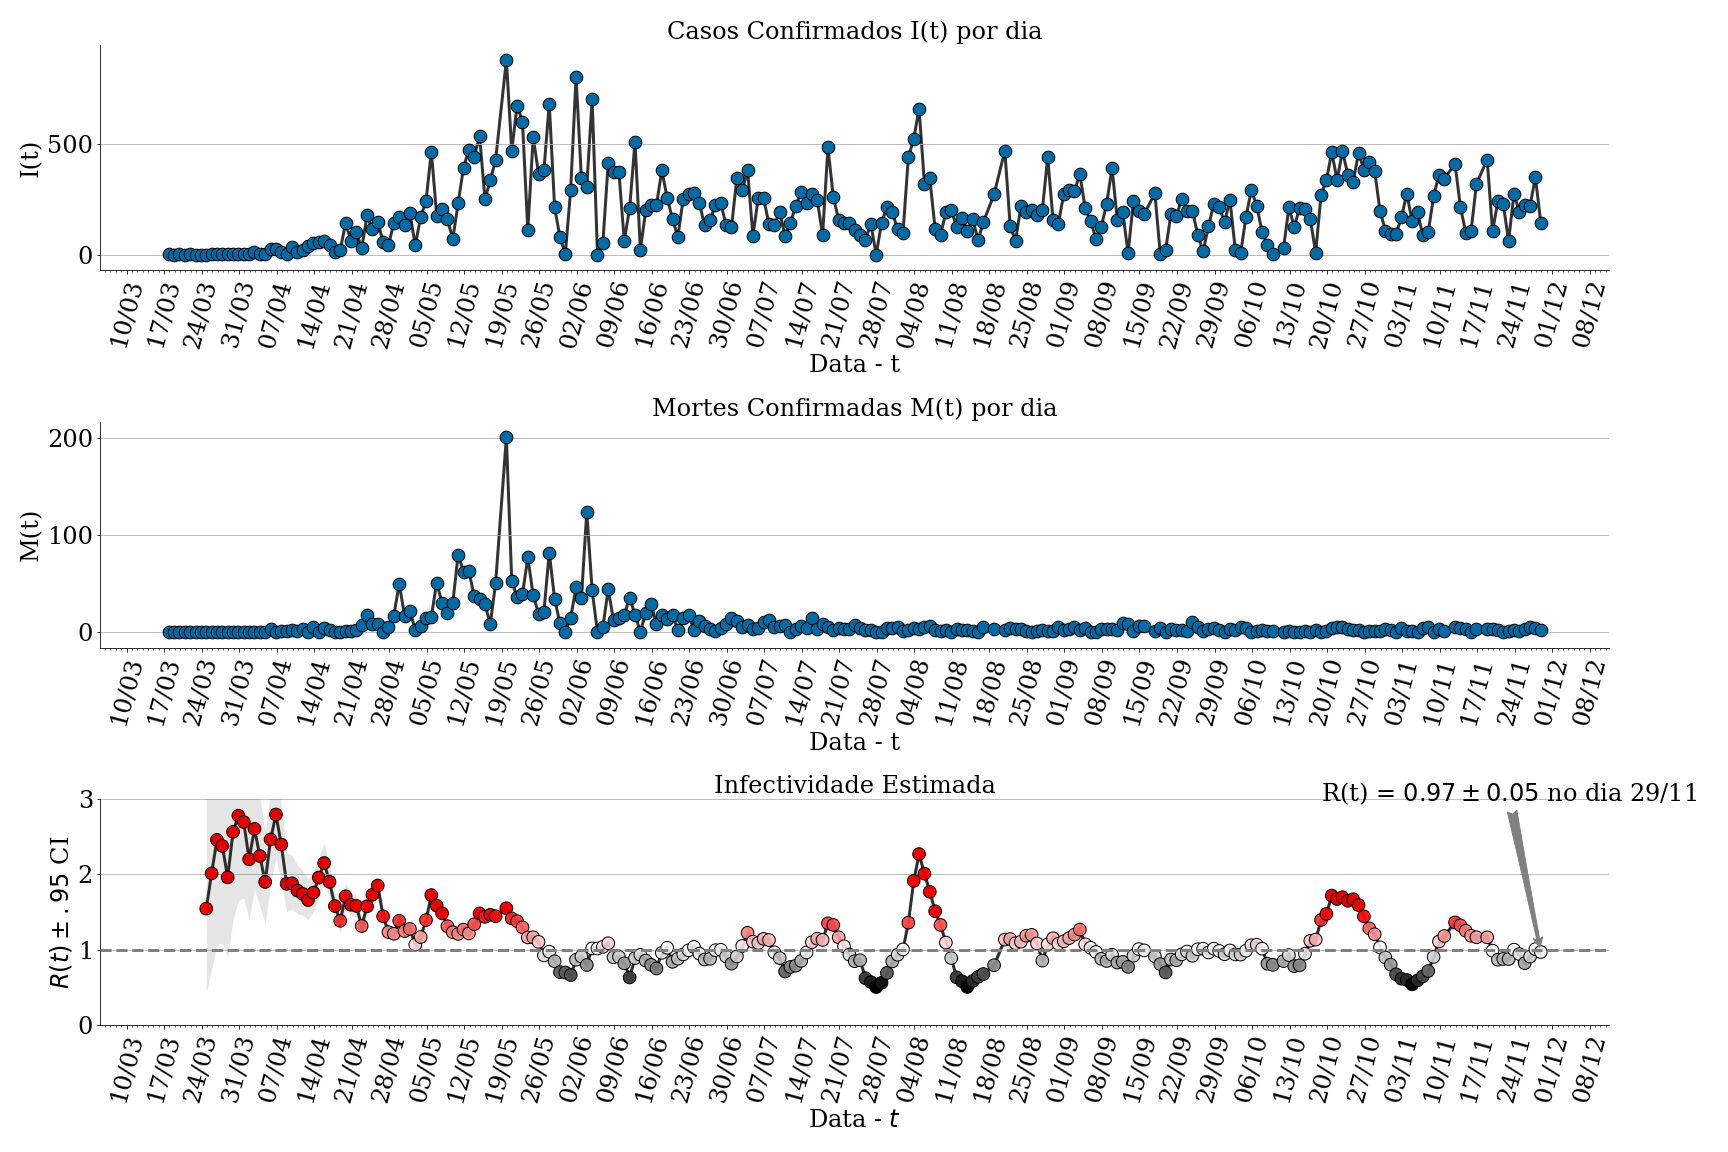 Casos Confirmados I(t) por dia
I(t)
500
0
10/03 17/03 24/03 31/03 07/04 14/04 21/04 28/04 05/05 12/05 19/05 26/05 02/06 09/06 16/06 23/06 30/06 07/07 14/07 21/07 28/07 04/08 11/08 18/08 25/08 01/09 08/09 15/09 22/09 29/09 06/10 13/10 20/10 27/10 03/11 10/11 17/11 24/11 01/12 08/12
Data - t
Mortes Confirmadas M(t) por dia
M(t)
200
100
0
10/03 17/03 24/03 31/03 07/04 14/04 21/04 28/04 05/05 12/05 19/05 26/05 02/06 09/06 16/06 23/06 30/06 07/07 14/07 21/07 28/07 04/08 11/08 18/08 25/08 01/09 08/09 15/09 22/09 29/09 06/10 13/10 20/10 27/10 03/11 10/11 17/11 24/11 01/12 08/12
Data - t
Infectividade Estimada
R(t) = 0.97 ± 0.05 no dia 29/11
R(t) ± .95 CI
3
2
1
0
10/03 17/03 24/03 31/03 07/04 14/04 21/04 28/04 05/05 12/05 19/05 26/05 02/06 09/06 16/06 23/06 30/06 07/07 14/07 21/07 28/07 04/08 11/08 18/08 25/08 01/09 08/09 15/09 22/09 29/09 06/10 13/10 20/10 27/10 03/11 10/11 17/11 24/11 01/12 08/12
Data - t